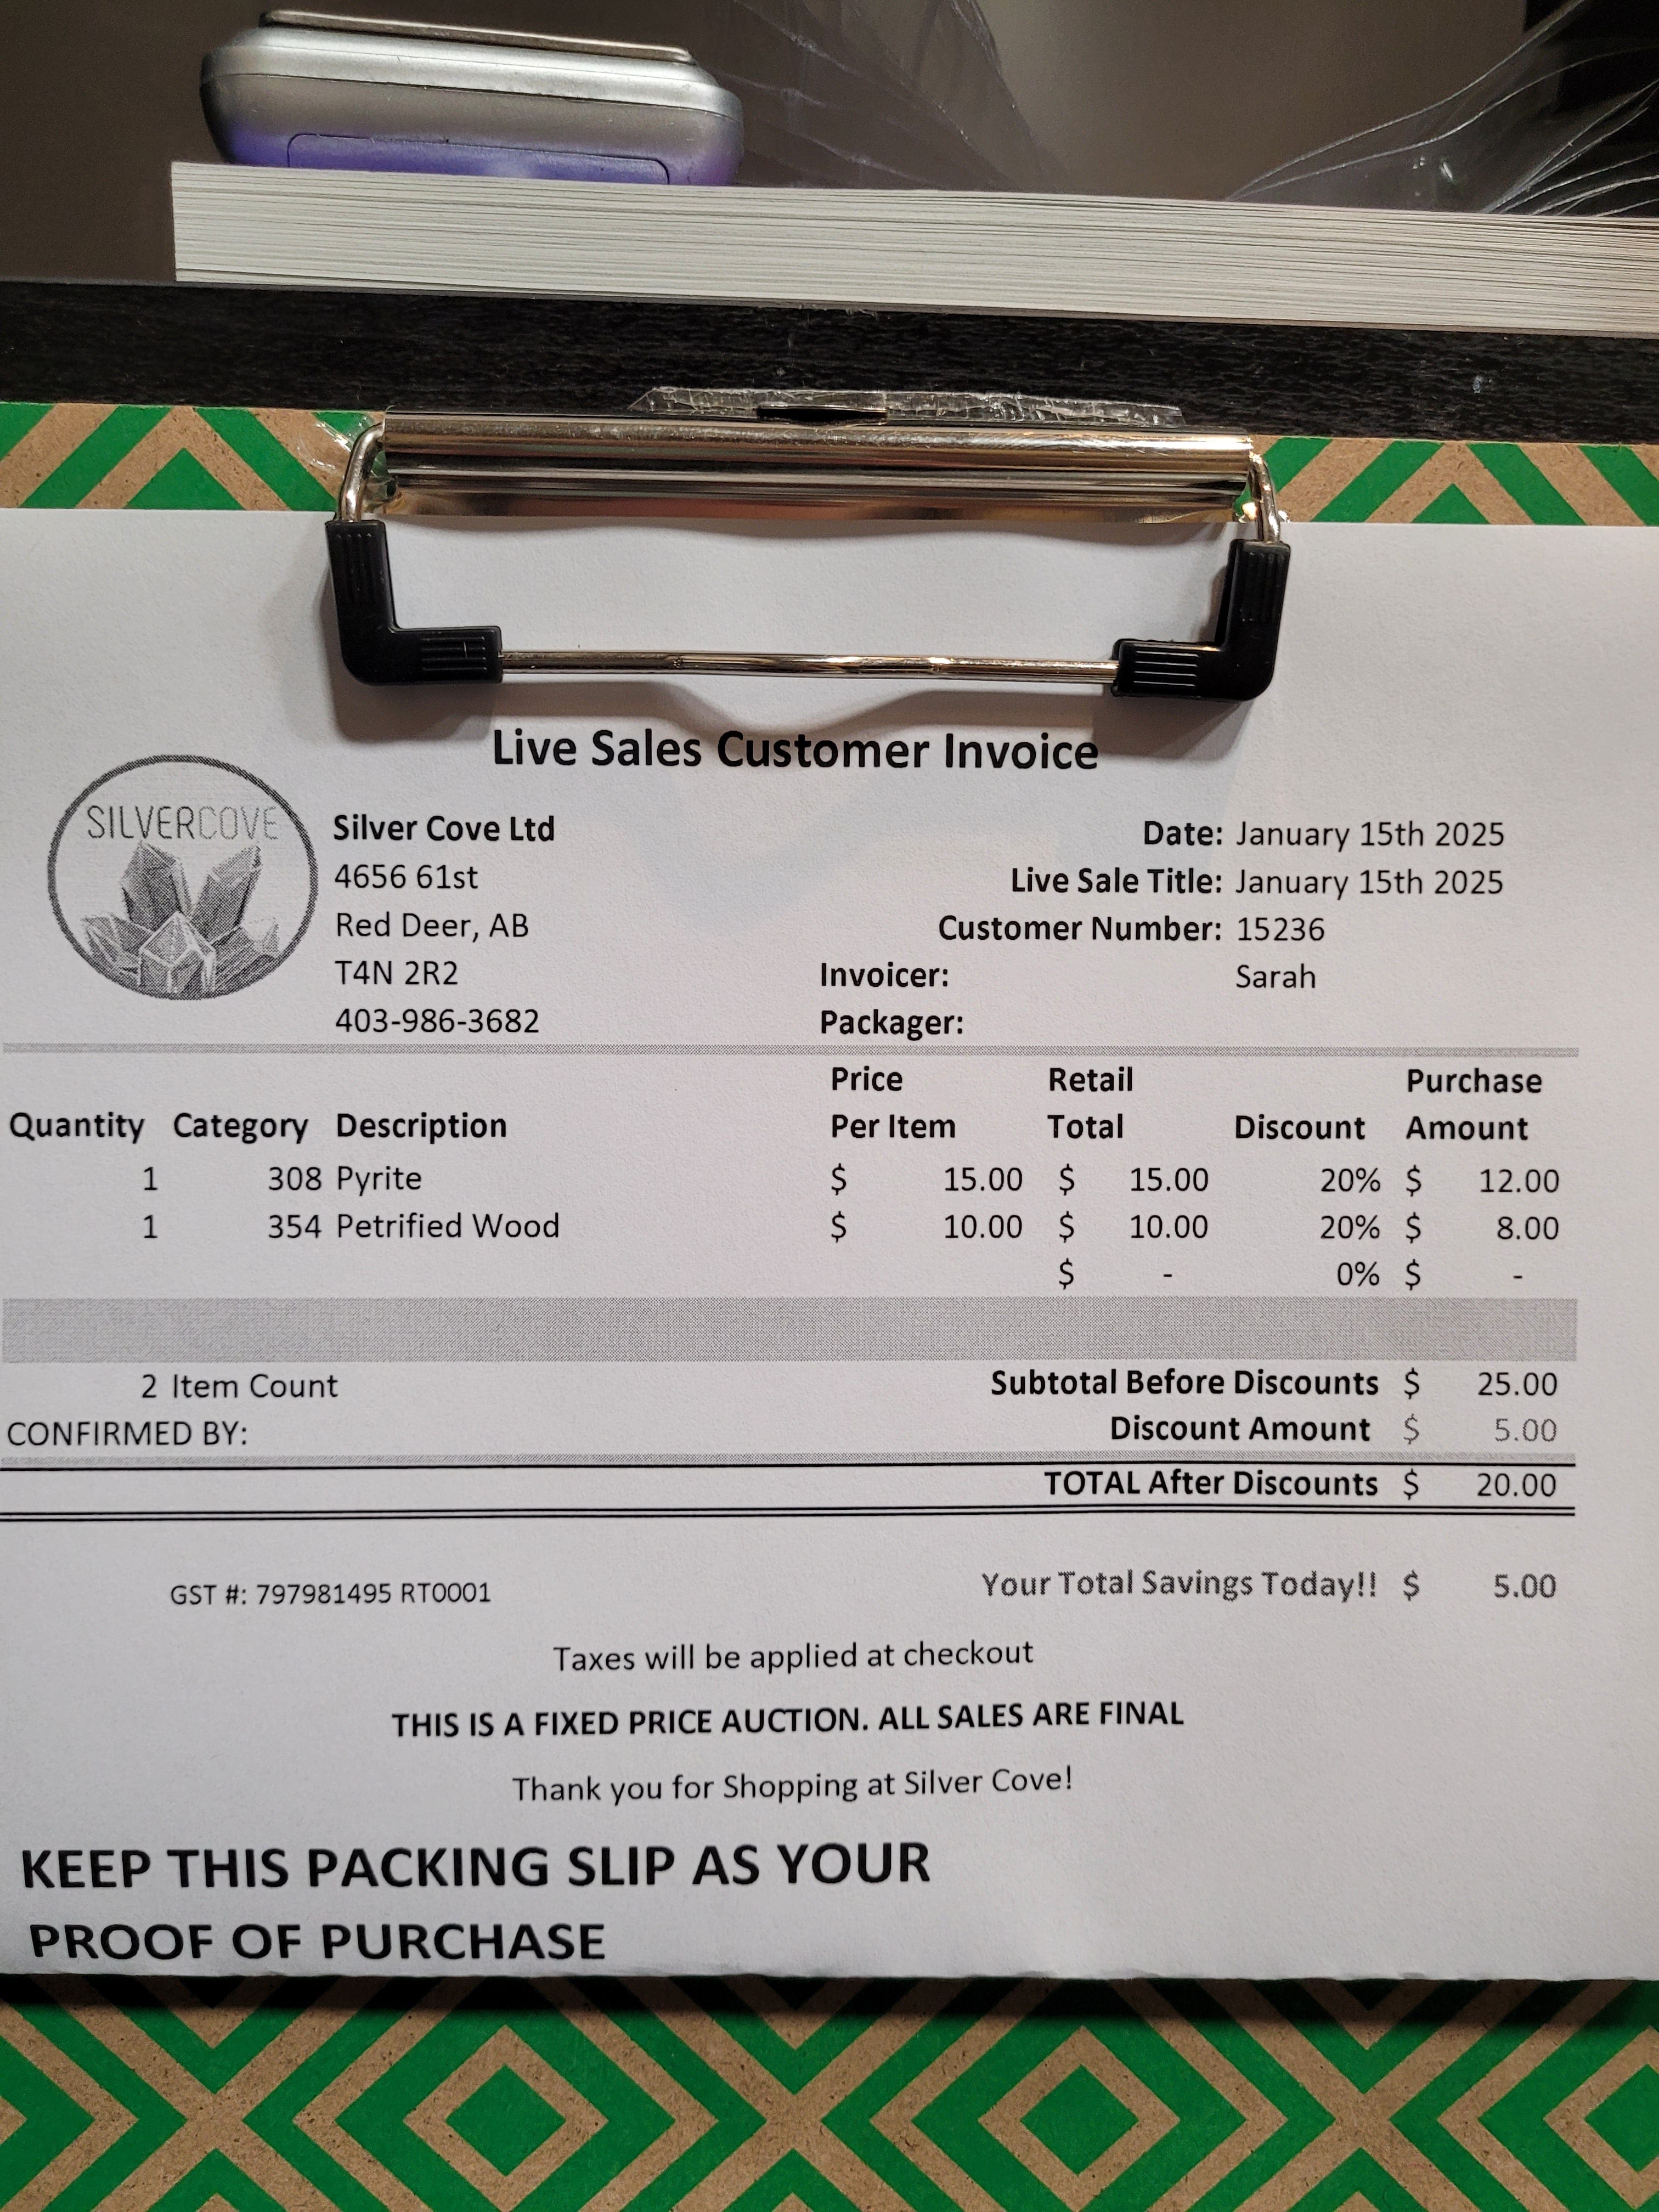 Live Sales Customer Invoice
SILVERCOVE
Silver Cove Ltd
4656 61st
Red Deer, AB
T4N 2R2
403-986-3682
Date: January 15th 2025
Live Sale Title: January 15th 2025
Customer Number: 15236
Invoicer: Sarah
Packager:
Quantity Category Description Price Per Item Retail Total Discount Purchase Amount
1 308 Pyrite $ 15.00 $ 15.00 20% $ 12.00
1 354 Petrified Wood $ 10.00 $ 10.00 20% $ 8.00
$ - 0% $ -
2 Item Count Subtotal Before Discounts $ 25.00
CONFIRMED BY: Discount Amount $ 5.00
TOTAL After Discounts $ 20.00
GST #: 797981495 RT0001 Your Total Savings Today!! $ 5.00
Taxes will be applied at checkout
THIS IS A FIXED PRICE AUCTION. ALL SALES ARE FINAL
Thank you for Shopping at Silver Cove!
KEEP THIS PACKING SLIP AS YOUR
PROOF OF PURCHASE